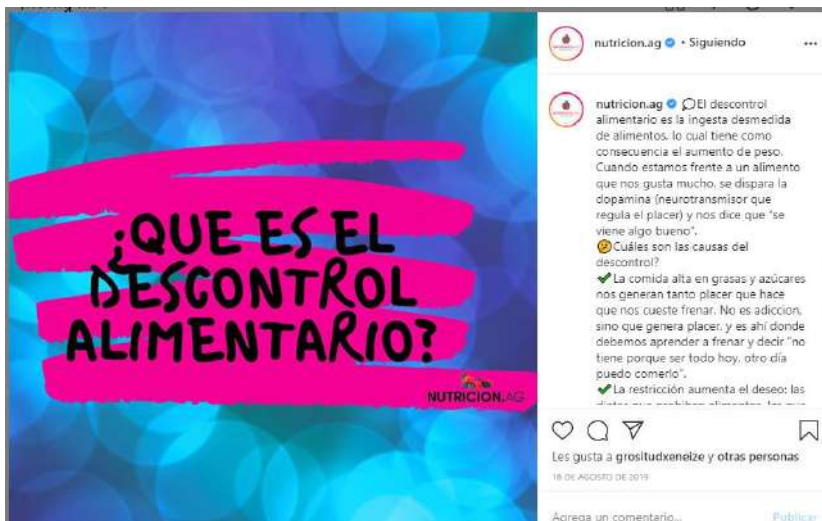 ¿QUE ES EL
DESCONTROL
ALIMENTARIO?
NUTRICION.AG
nutricion.ag • Siguiendo
nutricion.ag El descontrol
alimentario es la ingesta desmedida
de alimentos, lo cual tiene como
consecuencia el aumento de peso.
Cuando estamos frente a un alimento
que nos gusta mucho, se dispara la
dopamina (neurotransmisor que
regula el placer) y nos dice que "se
viene algo bueno".
Cuáles son las causas del
descontrol?
La comida alta en grasas y azúcares
nos generan tanto placer que hace
que nos cueste frenar. No es adiccion,
sino que genera placer, y es ahí donde
debemos aprender a frenar y decir "no
tiene porque ser todo hoy, otro día
puedo comerlo".
La restricción aumenta el deseo: las
Les gusta a grositudxeneize y otras personas
18 DE AGOSTO DE 2019
Agrega un comentario... Publicar